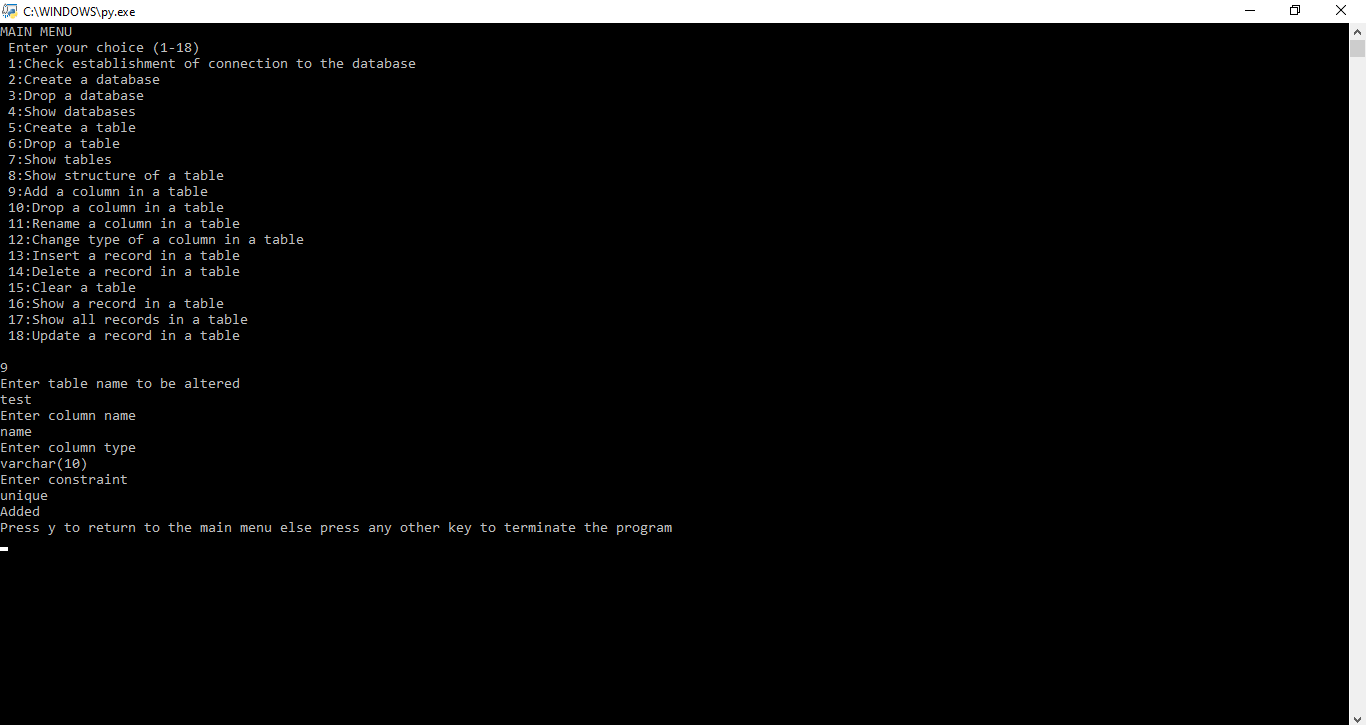 C:\WINDOWS\py.exe
MAIN MENU
Enter your choice (1-18)
1:Check establishment of connection to the database
2:Create a database
3:Drop a database
4:Show databases
5:Create a table
6:Drop a table
7:Show tables
8:Show structure of a table
9:Add a column in a table
10:Drop a column in a table
11:Rename a column in a table
12:Change type of a column in a table
13:Insert a record in a table
14:Delete a record in a table
15:Clear a table
16:Show a record in a table
17:Show all records in a table
18:Update a record in a table
9
Enter table name to be altered
test
Enter column name
name
Enter column type
varchar(10)
Enter constraint
unique
Added
Press y to return to the main menu else press any other key to terminate the program